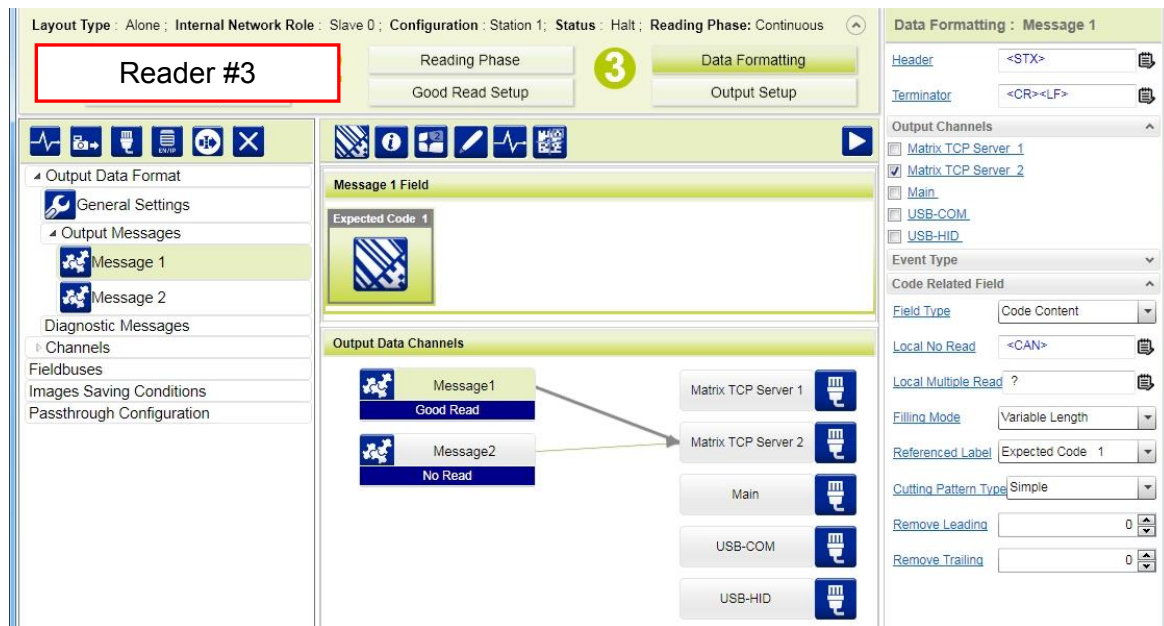 Layout Type : Alone ; Internal Network Role : Slave 0 ; Configuration : Station 1; Status : Halt ; Reading Phase: Continuous
Reader #3
Reading Phase
Good Read Setup
3
Data Formatting
Output Setup
EN/IP
Output Data Format
General Settings
Output Messages
Message 1
Message 2
Diagnostic Messages
Channels
Fieldbuses
Images Saving Conditions
Passthrough Configuration
Message 1 Field
Expected Code 1
Output Data Channels
Message1
Good Read
Message2
No Read
Matrix TCP Server 1
Matrix TCP Server 2
Main
USB-COM
USB-HID
Data Formatting : Message 1
Header <STX>
Terminator <CR><LF>
Output Channels
Matrix TCP Server 1
Matrix TCP Server 2
Main
USB-COM
USB-HID
Event Type
Code Related Field
Field Type Code Content
Local No Read <CAN>
Local Multiple Read ?
Filling Mode Variable Length
Referenced Label Expected Code 1
Cutting Pattern Type Simple
Remove Leading 0
Remove Trailing 0